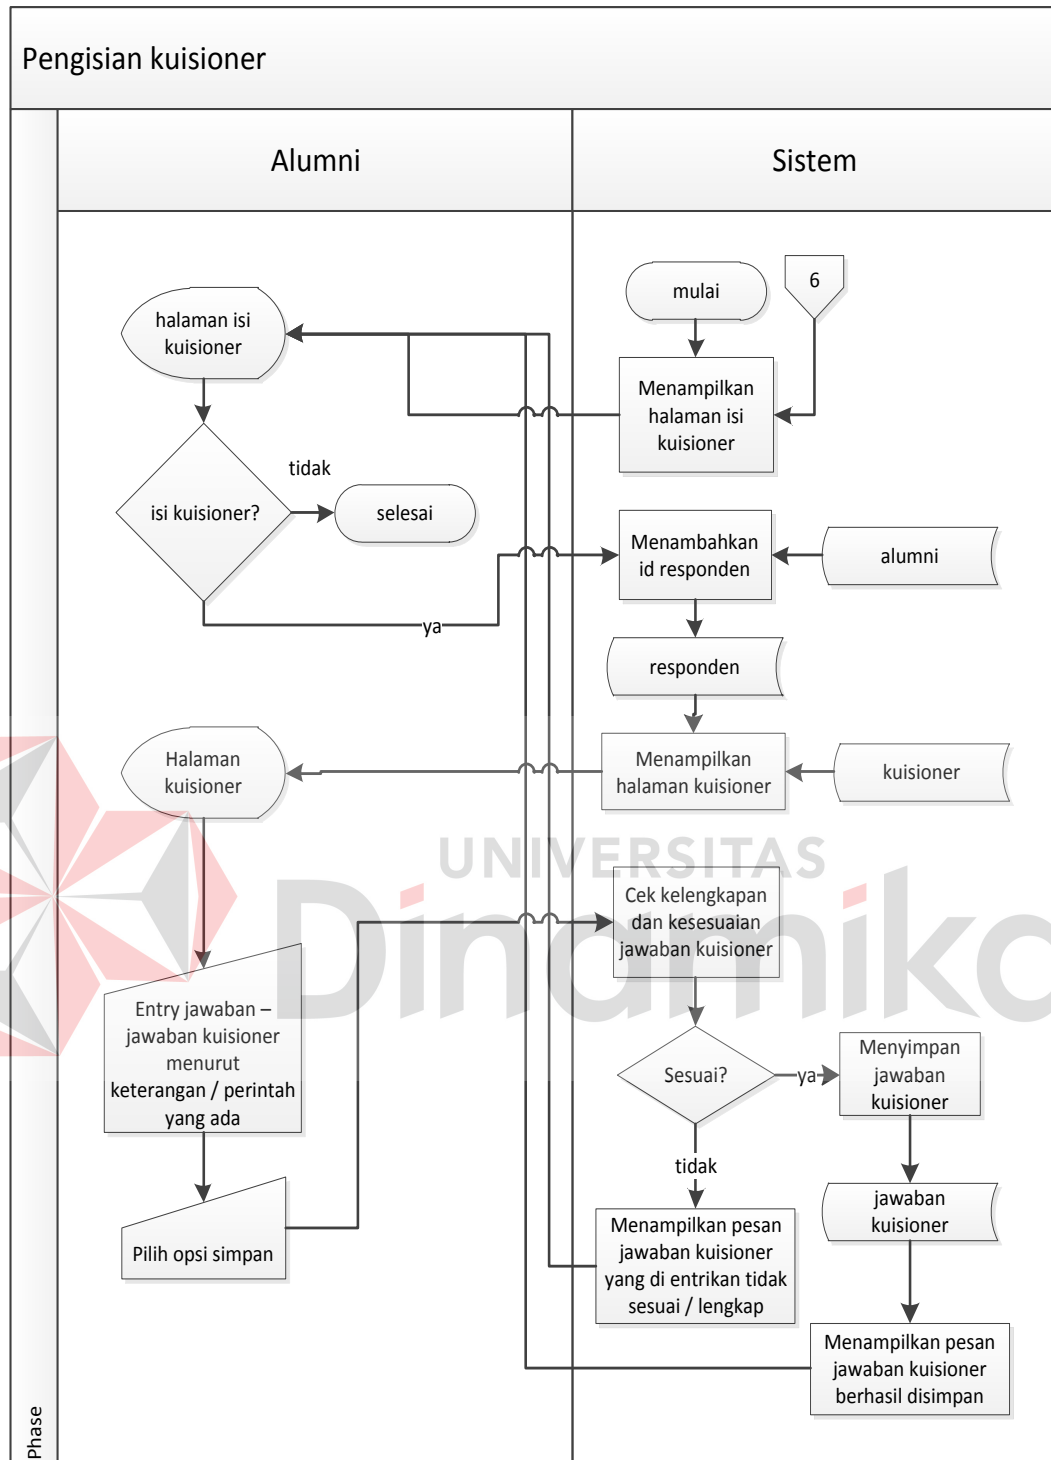 Pengisian kuisioner
Alumni
Sistem
mulai
6
halaman isi
kuisioner
Menampilkan
halaman isi
kuisioner
tidak
isi kuisioner?
selesai
Menambahkan
id responden
alumni
ya
responden
Halaman
kuisioner
Menampilkan
halaman kuisioner
kuisioner
UNIVERSITAS
Dinamika
Cek kelengkapan
dan kesesuaian
jawaban kuisioner
Entry jawaban –
jawaban kuisioner
menurut
keterangan / perintah
yang ada
Sesuai?
ya
Menyimpan
jawaban
kuisioner
tidak
jawaban
kuisioner
Pilih opsi simpan
Menampilkan pesan
jawaban kuisioner
yang di entrikan tidak
sesuai / lengkap
Menampilkan pesan
jawaban kuisioner
berhasil disimpan
Phase